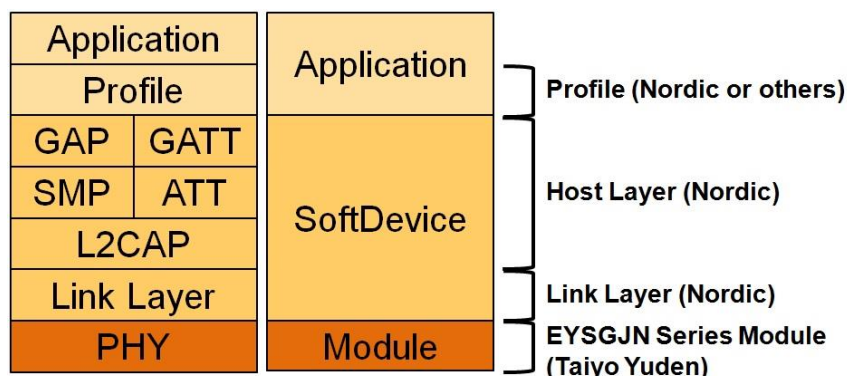 Application
Profile
GAP GATT
SMP ATT
L2CAP
Link Layer
PHY
Application
SoftDevice
Module
Profile (Nordic or others)
Host Layer (Nordic)
Link Layer (Nordic)
EYSGJN Series Module
(Taiyo Yuden)